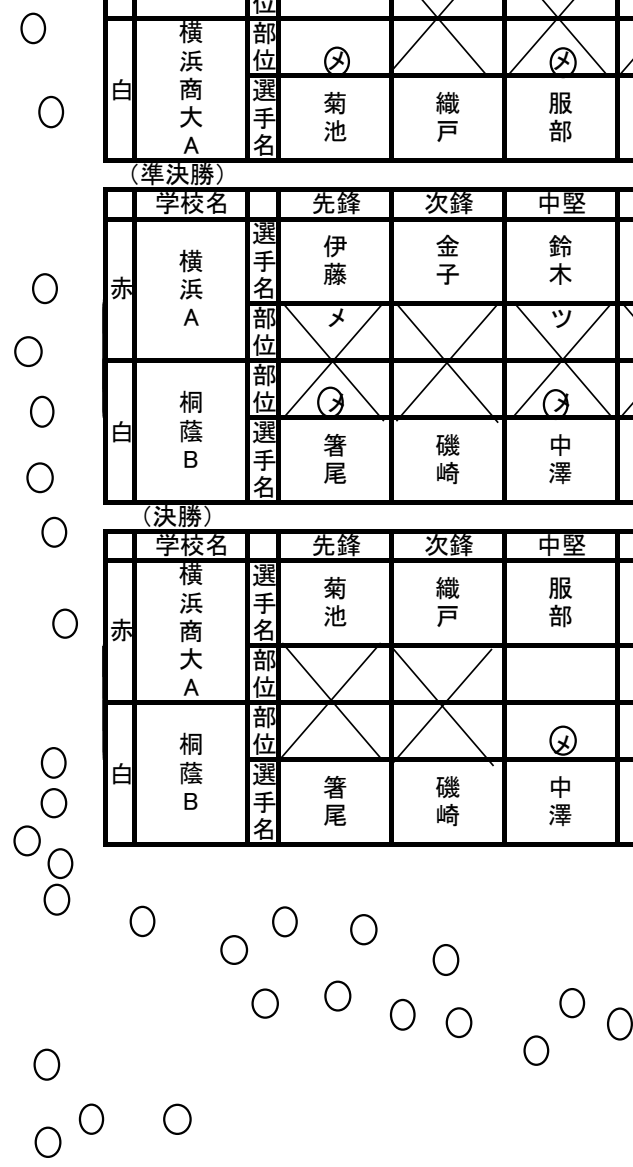 位
白 横浜商大A 部位 メ メ
選手名 菊池 織戸 服部
(準決勝)
学校名 先鋒 次鋒 中堅
赤 横浜A 選手名 伊藤 金子 鈴木
部位 メ ツ
白 桐蔭B 部位 メ メ
選手名 箸尾 磯崎 中澤
(決勝)
学校名 先鋒 次鋒 中堅
赤 横浜商大A 選手名 菊池 織戸 服部
部位
白 桐蔭B 部位 メ
選手名 箸尾 磯崎 中澤